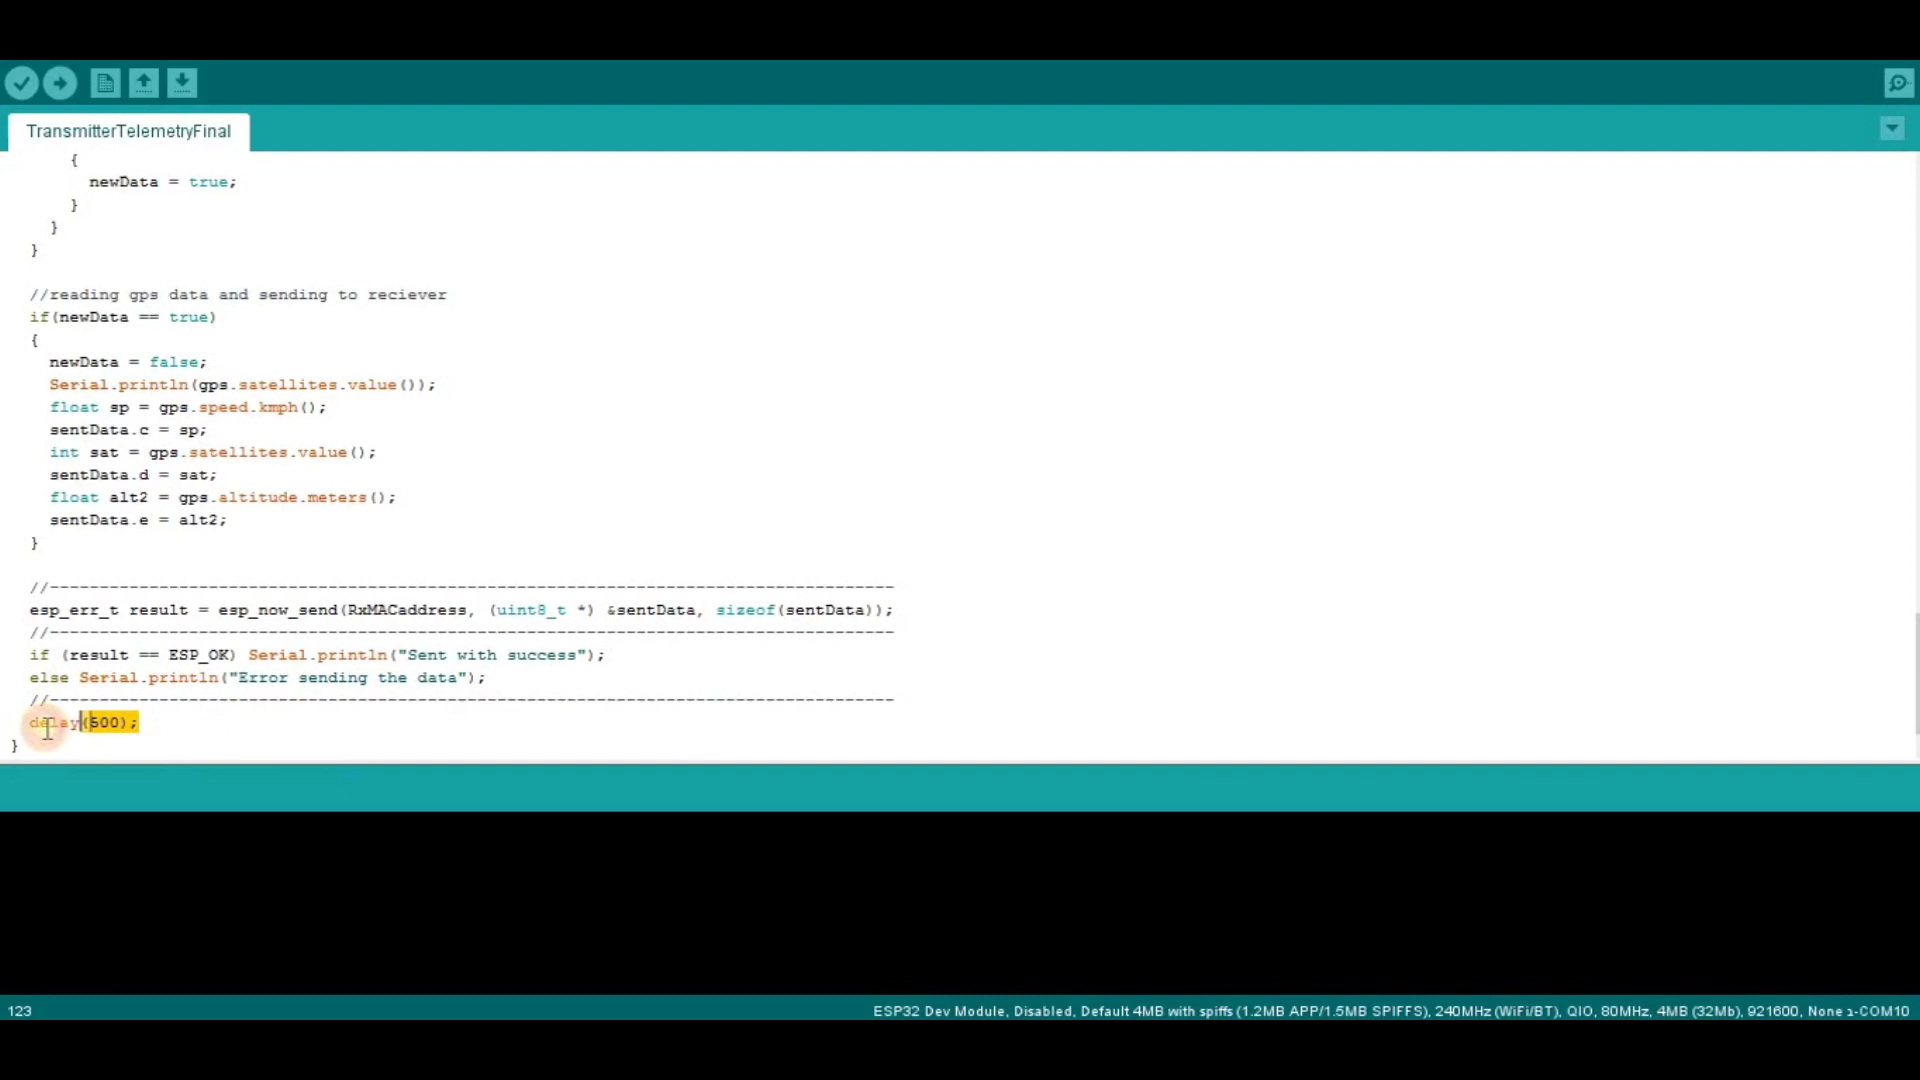 TransmitterTelemetryFinal
{
newData = true;
}
}
}
//reading gps data and sending to reciever
if(newData == true)
{
newData = false;
Serial.println(gps.satellites.value());
float sp = gps.speed.kmph();
sentData.c = sp;
int sat = gps.satellites.value();
sentData.d = sat;
float alt2 = gps.altitude.meters();
sentData.e = alt2;
}
//-------------------------------------------------------------------------------------
esp_err_t result = esp_now_send(RxMACaddress, (uint8_t *) &sentData, sizeof(sentData));
//-------------------------------------------------------------------------------------
if (result == ESP_OK) Serial.println("Sent with success");
else Serial.println("Error sending the data");
//-------------------------------------------------------------------------------------
delay(500);
}
123
ESP32 Dev Module, Disabled, Default 4MB with spiffs (1.2MB APP/1.5MB SPIFFS), 240MHz (WiFi/BT), QIO, 80MHz, 4MB (32Mb), 921600, None ב-COM10